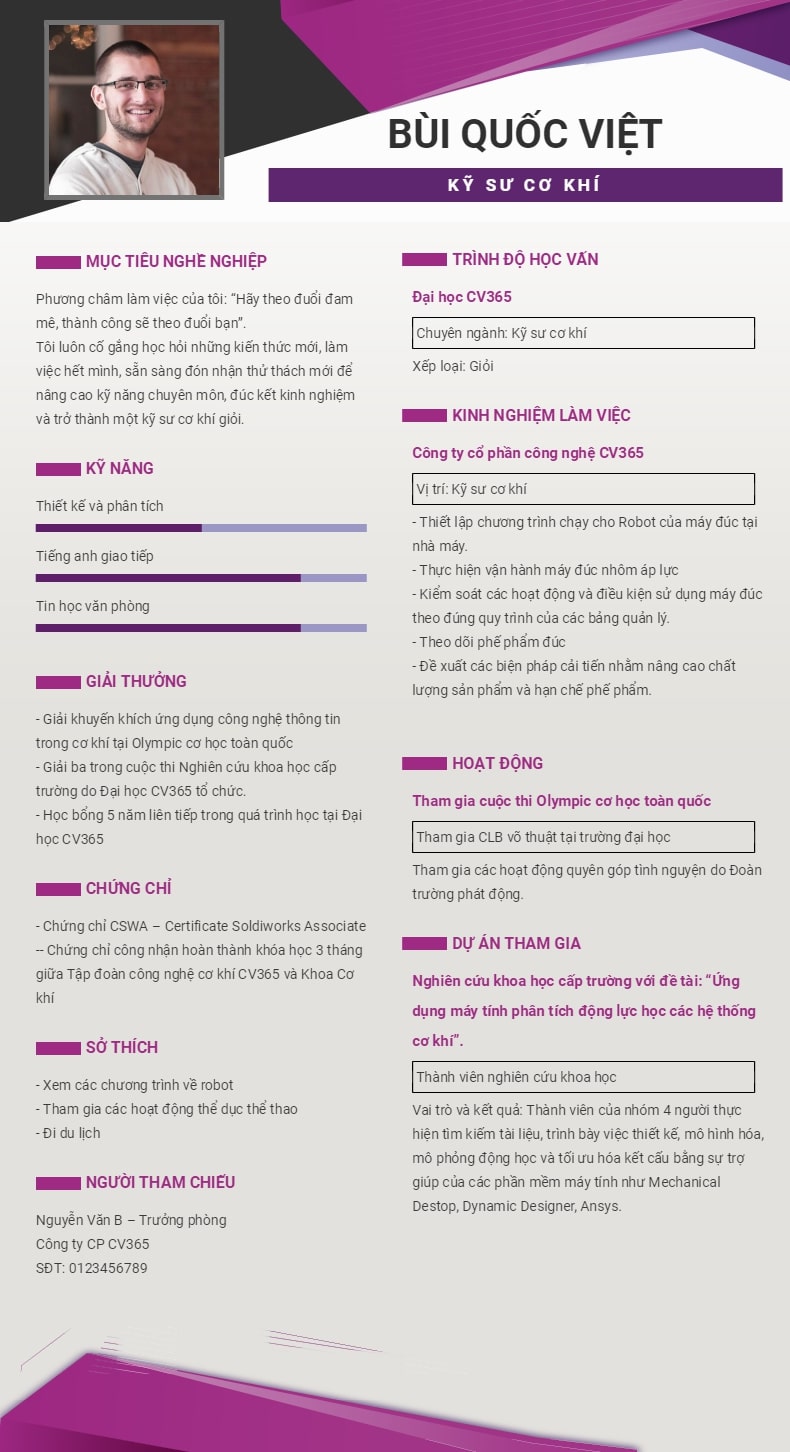 BÙI QUỐC VIỆT
KỸ SƯ CƠ KHÍ
MỤC TIÊU NGHỀ NGHIỆP
Phương châm làm việc của tôi: “Hãy theo đuổi đam
mê, thành công sẽ theo đuổi bạn”.
Tôi luôn cố gắng học hỏi những kiến thức mới, làm
việc hết mình, sẵn sàng đón nhận thử thách mới để
nâng cao kỹ năng chuyên môn, đúc kết kinh nghiệm
và trở thành một kỹ sư cơ khí giỏi.
KỸ NĂNG
Thiết kế và phân tích
Tiếng anh giao tiếp
Tin học văn phòng
GIẢI THƯỞNG
- Giải khuyến khích ứng dụng công nghệ thông tin
trong cơ khí tại Olympic cơ học toàn quốc
- Giải ba trong cuộc thi Nghiên cứu khoa học cấp
trường do Đại học CV365 tổ chức.
- Học bổng 5 năm liên tiếp trong quá trình học tại Đại
học CV365
CHỨNG CHỈ
- Chứng chỉ CSWA – Certificate Soldiworks Associate
-- Chứng chỉ công nhận hoàn thành khóa học 3 tháng
giữa Tập đoàn công nghệ cơ khí CV365 và Khoa Cơ
khí
SỞ THÍCH
- Xem các chương trình về robot
- Tham gia các hoạt động thể dục thể thao
- Đi du lịch
NGƯỜI THAM CHIẾU
Nguyễn Văn B – Trưởng phòng
Công ty CP CV365
SĐT: 0123456789
TRÌNH ĐỘ HỌC VẤN
Đại học CV365
Chuyên ngành: Kỹ sư cơ khí
Xếp loại: Giỏi
KINH NGHIỆM LÀM VIỆC
Công ty cổ phần công nghệ CV365
Vị trí: Kỹ sư cơ khí
- Thiết lập chương trình chạy cho Robot của máy đúc tại
nhà máy.
- Thực hiện vận hành máy đúc nhôm áp lực
- Kiểm soát các hoạt động và điều kiện sử dụng máy đúc
theo đúng quy trình của các bảng quản lý.
- Theo dõi phế phẩm đúc
- Đề xuất các biện pháp cải tiến nhằm nâng cao chất
lượng sản phẩm và hạn chế phế phẩm.
HOẠT ĐỘNG
Tham gia cuộc thi Olympic cơ học toàn quốc
Tham gia CLB võ thuật tại trường đại học
Tham gia các hoạt động quyên góp tình nguyện do Đoàn
trường phát động.
DỰ ÁN THAM GIA
Nghiên cứu khoa học cấp trường với đề tài: “Ứng
dụng máy tính phân tích động lực học các hệ thống
cơ khí”.
Thành viên nghiên cứu khoa học
Vai trò và kết quả: Thành viên của nhóm 4 người thực
hiện tìm kiếm tài liệu, trình bày việc thiết kế, mô hình hóa,
mô phỏng động học và tối ưu hóa kết cấu bằng sự trợ
giúp của các phần mềm máy tính như Mechanical
Destop, Dynamic Designer, Ansys.